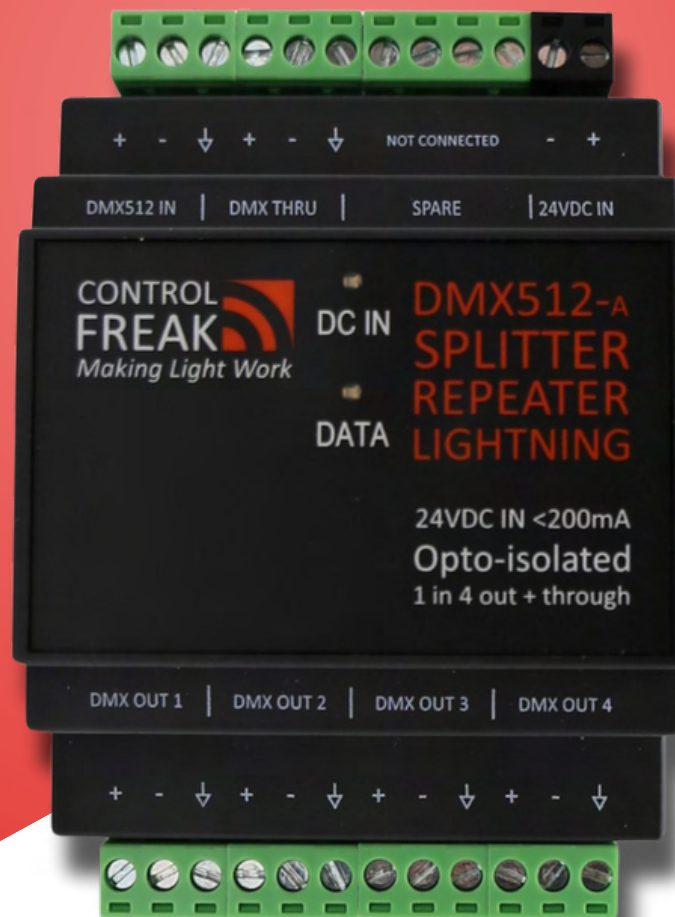 + - + - NOT CONNECTED - +
DMX512 IN | DMX THRU | SPARE | 24VDC IN
CONTROL
FREAK
Making Light Work
DC IN
DATA
DMX512-A
SPLITTER
REPEATER
LIGHTNING
24VDC IN <200mA
Opto-isolated
1 in 4 out + through
DMX OUT 1 | DMX OUT 2 | DMX OUT 3 | DMX OUT 4
+ - + - + - + -